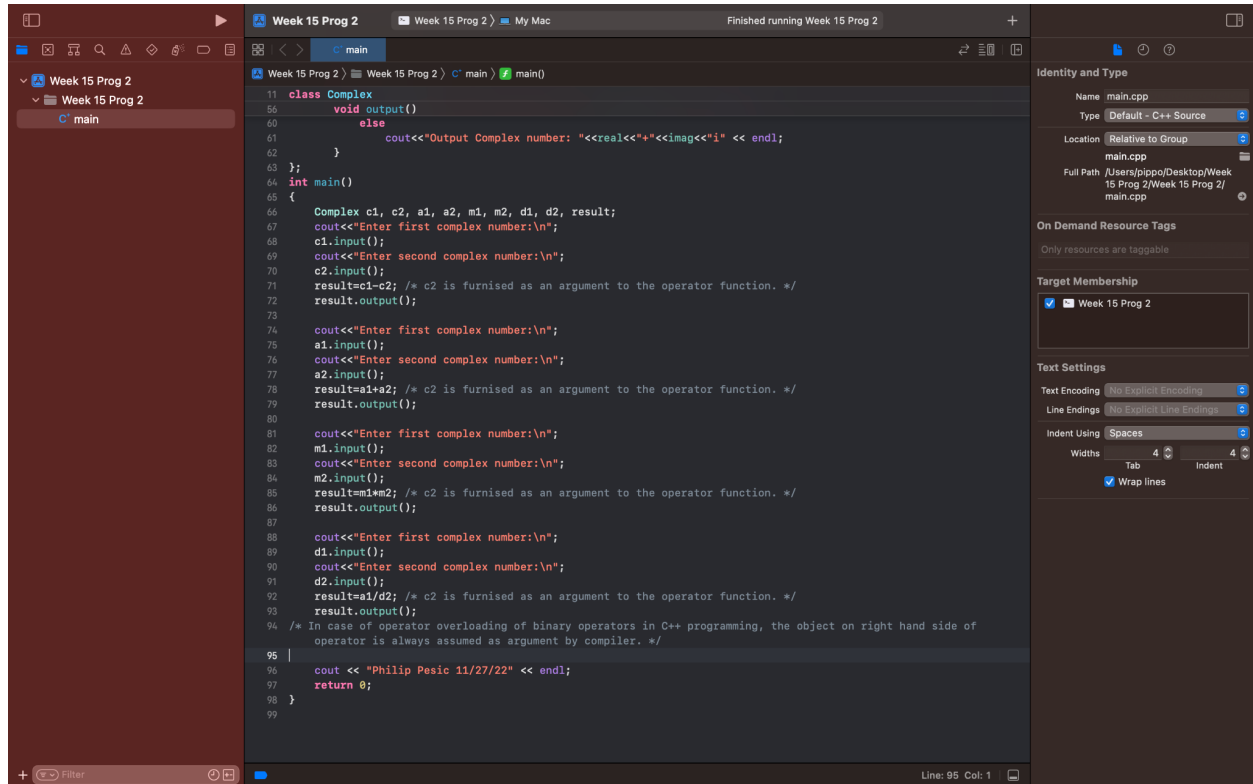 Week 15 Prog 2
Week 15 Prog 2 〉 My Mac
Finished running Week 15 Prog 2
main
Week 15 Prog 2
Week 15 Prog 2
main
Week 15 Prog 2 〉 Week 15 Prog 2 〉 main 〉 main()
11 class Complex
56 void output()
60 else
61 cout<<"Output Complex number: "<<real<<"+"<<imag<<"i" << endl;
62 }
63 };
64 int main()
65 {
66 Complex c1, c2, a1, a2, m1, m2, d1, d2, result;
67 cout<<"Enter first complex number:\n";
68 c1.input();
69 cout<<"Enter second complex number:\n";
70 c2.input();
71 result=c1-c2; /* c2 is furnised as an argument to the operator function. */
72 result.output();
73
74 cout<<"Enter first complex number:\n";
75 a1.input();
76 cout<<"Enter second complex number:\n";
77 a2.input();
78 result=a1+a2; /* c2 is furnised as an argument to the operator function. */
79 result.output();
80
81 cout<<"Enter first complex number:\n";
82 m1.input();
83 cout<<"Enter second complex number:\n";
84 m2.input();
85 result=m1*m2; /* c2 is furnised as an argument to the operator function. */
86 result.output();
87
88 cout<<"Enter first complex number:\n";
89 d1.input();
90 cout<<"Enter second complex number:\n";
91 d2.input();
92 result=a1/d2; /* c2 is furnised as an argument to the operator function. */
93 result.output();
94 /* In case of operator overloading of binary operators in C++ programming, the object on right hand side of
operator is always assumed as argument by compiler. */
95
96 cout << "Philip Pesic 11/27/22" << endl;
97 return 0;
98 }
99
Filter
Line: 95 Col: 1
Identity and Type
Name main.cpp
Type Default - C++ Source
Location Relative to Group
main.cpp
Full Path /Users/pippo/Desktop/Week
15 Prog 2/Week 15 Prog 2/
main.cpp
On Demand Resource Tags
Only resources are taggable
Target Membership
Week 15 Prog 2
Text Settings
Text Encoding No Explicit Encoding
Line Endings No Explicit Line Endings
Indent Using Spaces
Widths 4 4
Tab Indent
Wrap lines